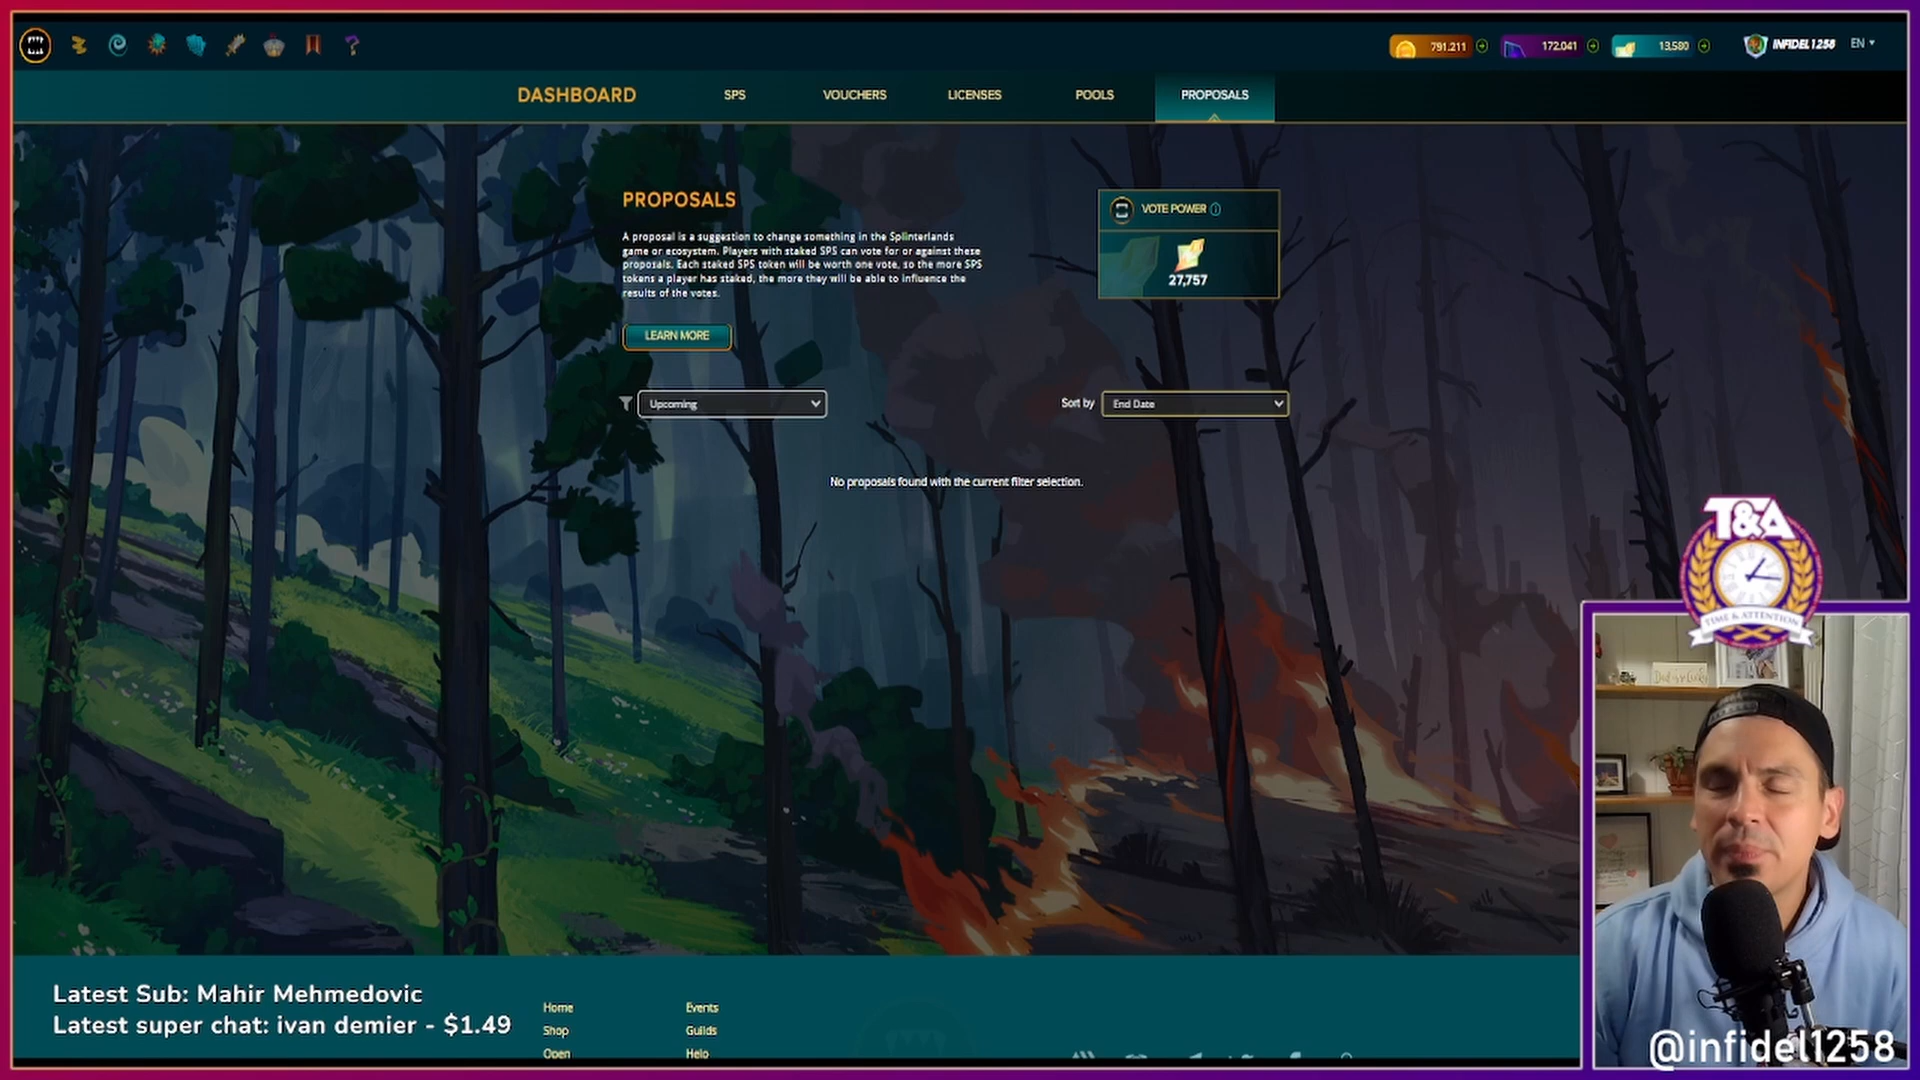 791.211
172.041
13,580
INFIDEL1258
EN
DASHBOARD
SPS
VOUCHERS
LICENSES
POOLS
PROPOSALS
PROPOSALS
A proposal is a suggestion to change something in the Splinterlands
game or ecosystem. Players with staked SPS can vote for or against these
proposals. Each staked SPS token will be worth one vote, so the more SPS
tokens a player has staked, the more they will be able to influence the
results of the votes.
LEARN MORE
VOTE POWER
27,757
Upcoming
Sort by
End Date
No proposals found with the current filter selection.
T&A
TIME & ATTENTION
Latest Sub: Mahir Mehmedovic
Latest super chat: ivan demier - $1.49
Home
Shop
Open
Events
Guilds
Help
@infidel1258